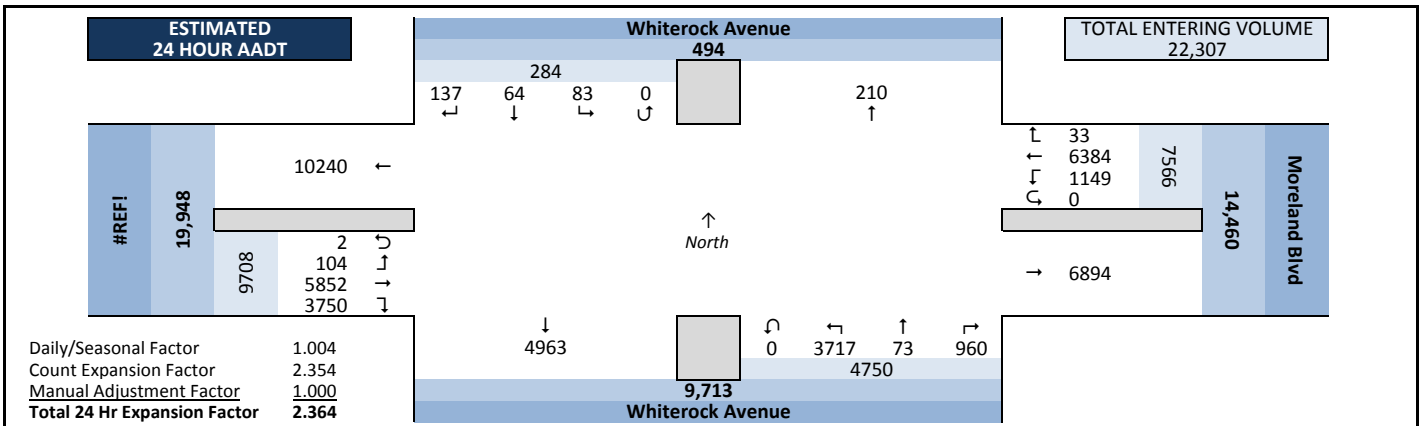 ESTIMATED
24 HOUR AADT
Whiterock Avenue
494
TOTAL ENTERING VOLUME
22,307
284
137 64 83 0
↵ ↓ ↳ ↺
210
↑
#REF!
19,948
10240 ←
9708
2 ⊃
104 ↥
5852 →
3750 ↴
↑
North
↑ 33
← 6384
↓ 1149
⊂ 0
7566
14,460
Moreland Blvd
→ 6894
↓
4963
∩ ↰ ↑ ↱
0 3717 73 960
4750
9,713
Whiterock Avenue
Daily/Seasonal Factor 1.004
Count Expansion Factor 2.354
Manual Adjustment Factor 1.000
Total 24 Hr Expansion Factor 2.364